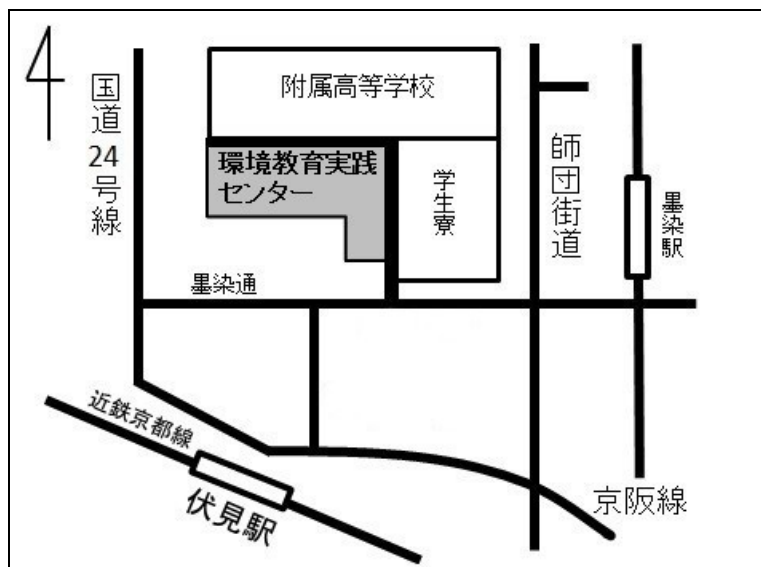 附属高等学校
国道24号線
環境教育実践
センター
学生寮
師団街道
墨染駅
墨染通
近鉄京都線
伏見駅
京阪線